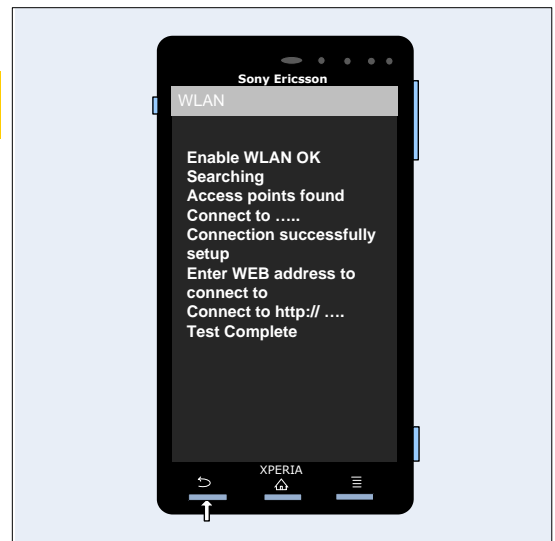 Sony Ericsson
WLAN
Enable WLAN OK
Searching
Access points found
Connect to …..
Connection successfully
setup
Enter WEB address to
connect to
Connect to http:// ….
Test Complete
XPERIA